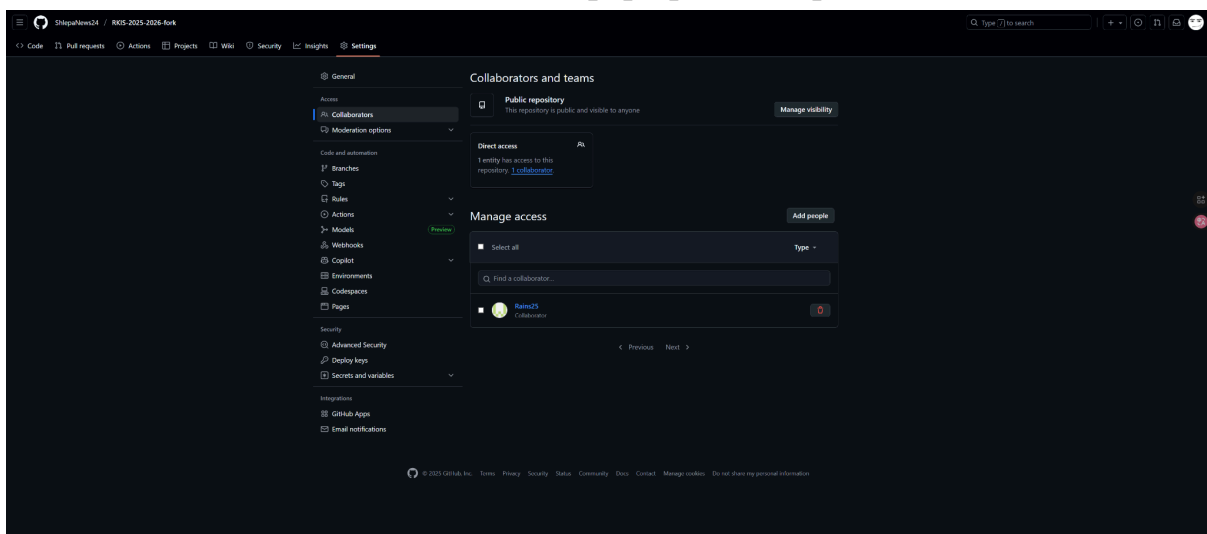 ShlepaNews24 / RKIS-2025-2026-fork
Type / to search
Code Pull requests Actions Projects Wiki Security Insights Settings
General
Access
Collaborators
Moderation options
Code and automation
Branches
Tags
Rules
Actions
Models Preview
Webhooks
Copilot
Environments
Codespaces
Pages
Security
Advanced Security
Deploy keys
Secrets and variables
Integrations
GitHub Apps
Email notifications
Collaborators and teams
Public repository
This repository is public and visible to anyone
Manage visibility
Direct access
1 entity has access to this
repository. 1 collaborator.
Manage access
Add people
Select all
Type
Find a collaborator...
Rains25
Collaborator
Previous Next
© 2025 GitHub, Inc. Terms Privacy Security Status Community Docs Contact Manage cookies Do not share my personal information